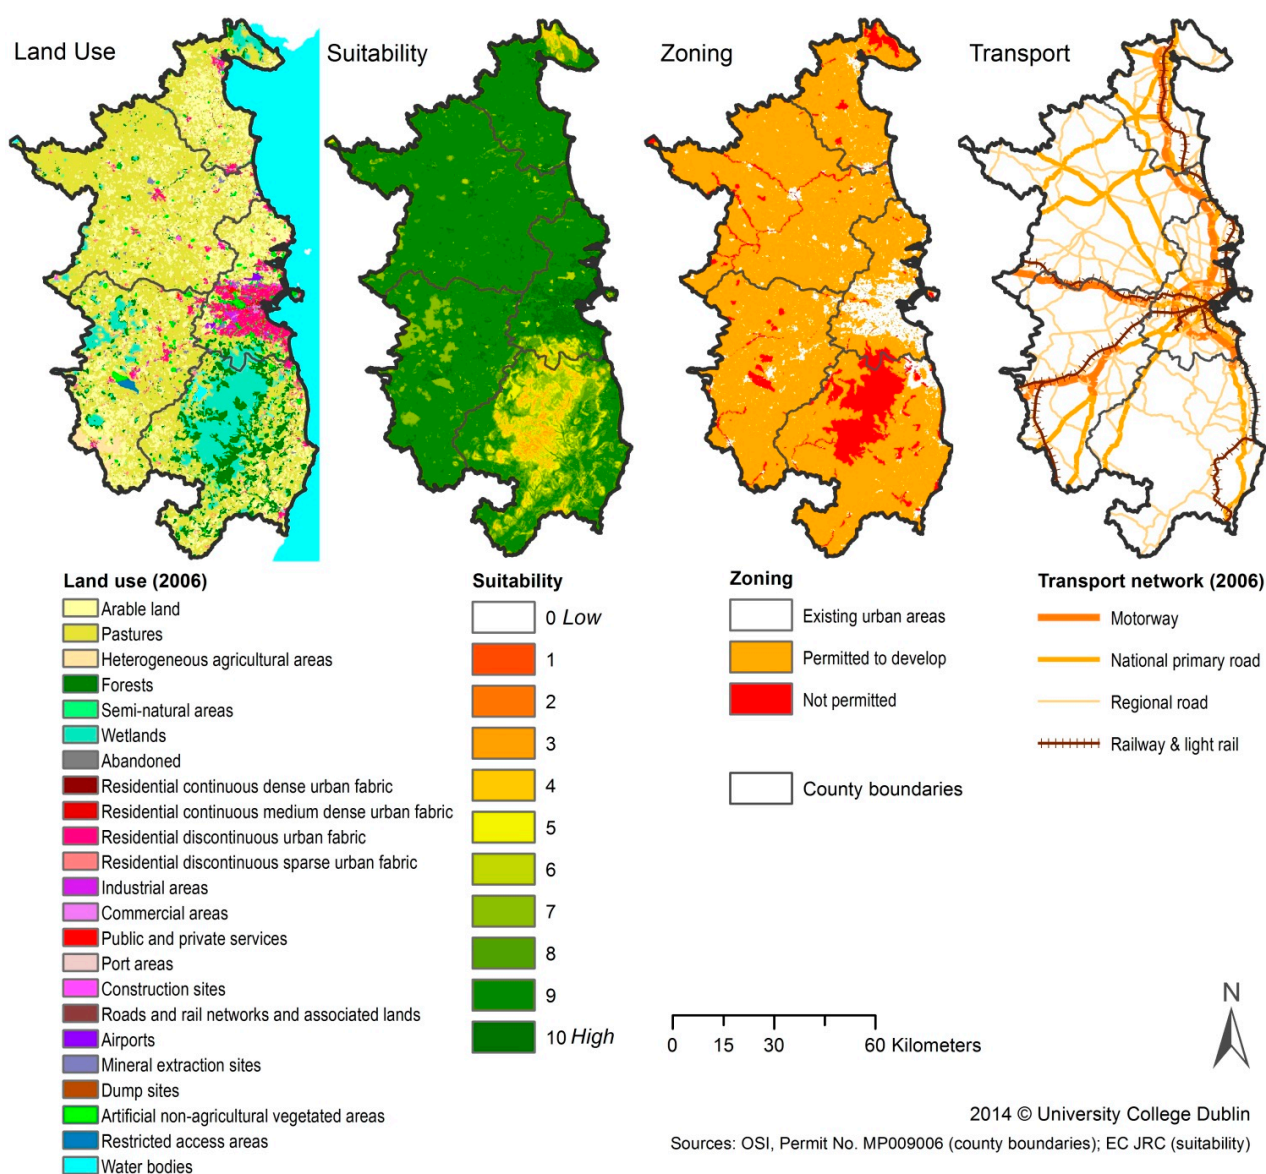 Land Use
Suitability
Zoning
Transport
Land use (2006)
Arable land
Pastures
Heterogeneous agricultural areas
Forests
Semi-natural areas
Wetlands
Abandoned
Residential continuous dense urban fabric
Residential continuous medium dense urban fabric
Residential discontinuous urban fabric
Residential discontinuous sparse urban fabric
Industrial areas
Commercial areas
Public and private services
Port areas
Construction sites
Roads and rail networks and associated lands
Airports
Mineral extraction sites
Dump sites
Artificial non-agricultural vegetated areas
Restricted access areas
Water bodies
Suitability
0 Low
1
2
3
4
5
6
7
8
9
10 High
Zoning
Existing urban areas
Permitted to develop
Not permitted
County boundaries
Transport network (2006)
Motorway
National primary road
Regional road
Railway & light rail
0 15 30 60 Kilometers
N
2014 © University College Dublin
Sources: OSI, Permit No. MP009006 (county boundaries); EC JRC (suitability)